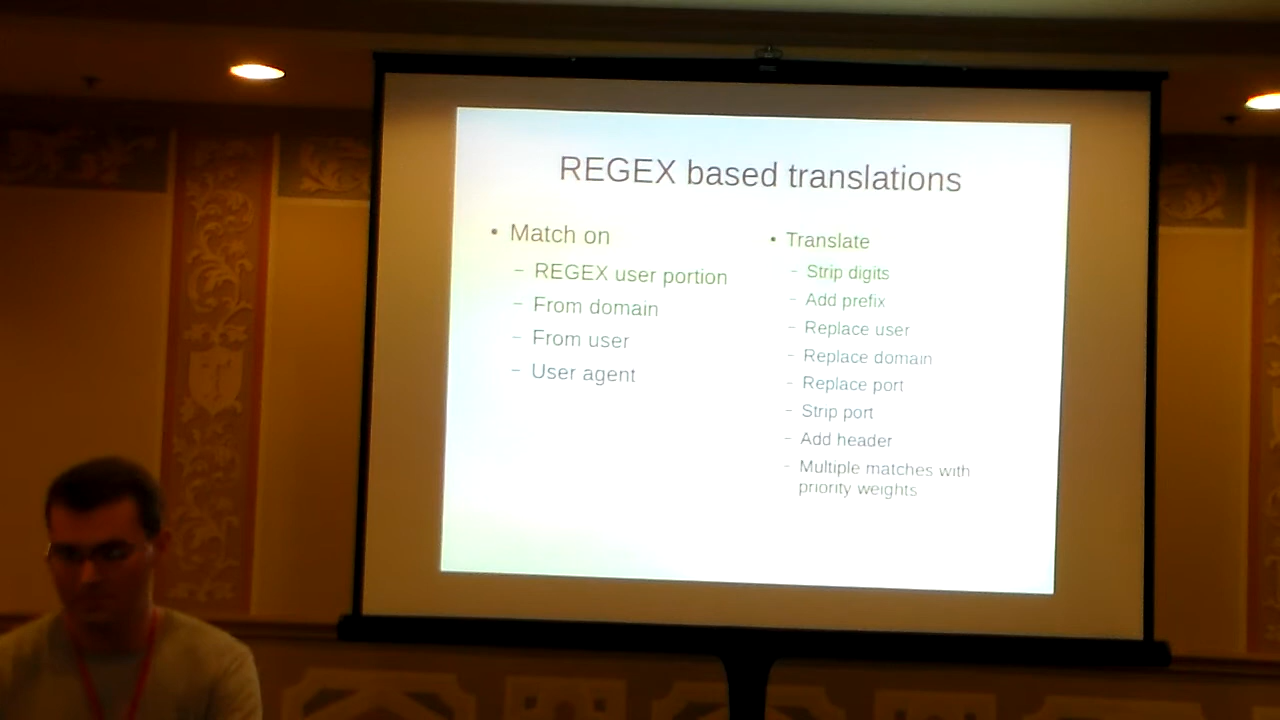 REGEX based translations
• Match on
– REGEX user portion
– From domain
– From user
– User agent
• Translate
– Strip digits
– Add prefix
– Replace user
– Replace domain
– Replace port
– Strip port
– Add header
– Multiple matches with
priority weights